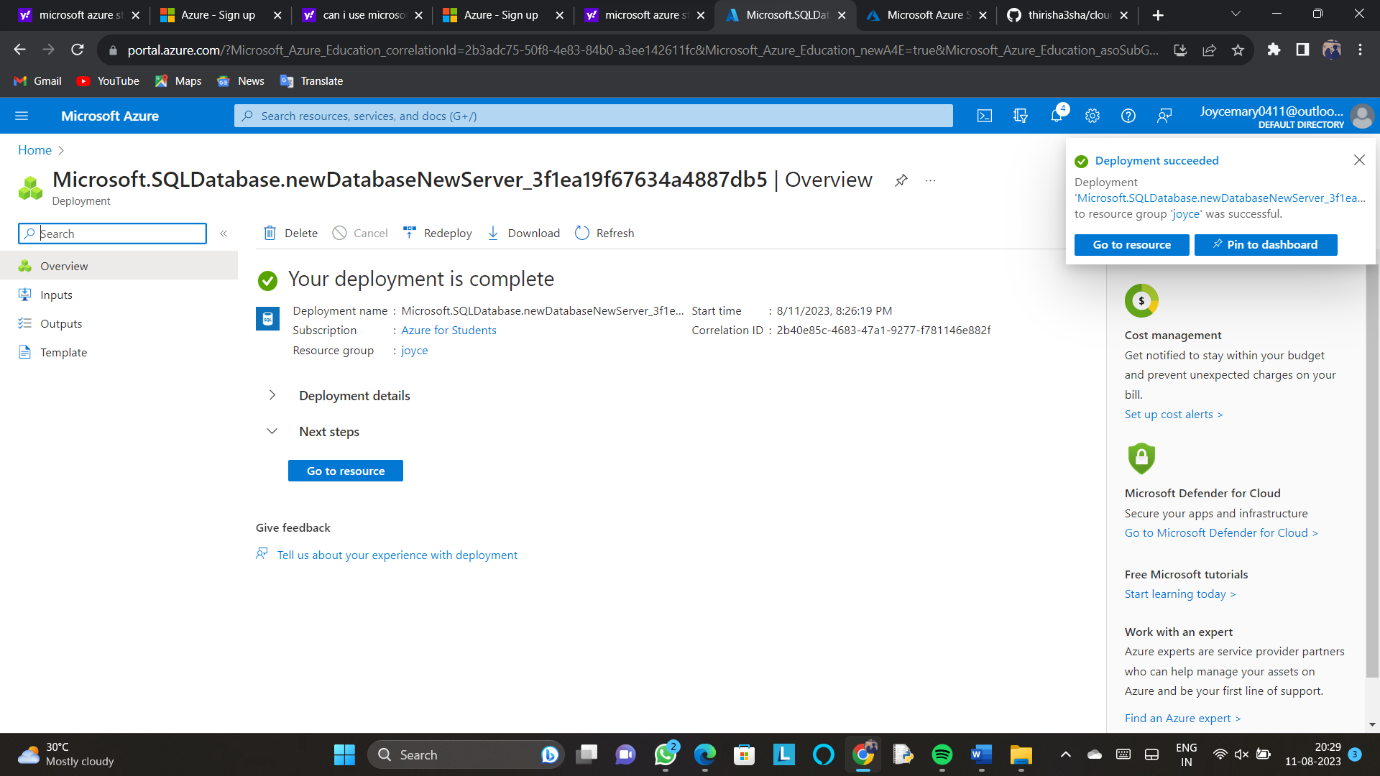 microsoft azure st
Azure - Sign up
can i use microso
Azure - Sign up
microsoft azure st
Microsoft.SQLDat
Microsoft Azure S
thirisha3sha/clou
portal.azure.com/?Microsoft_Azure_Education_correlationId=2b3adc75-50f8-4e83-84b0-a3ee142611fc&Microsoft_Azure_Education_newA4E=true&Microsoft_Azure_Education_asoSubG...
Gmail
YouTube
Maps
News
Translate
Microsoft Azure
Search resources, services, and docs (G+/)
4
Joycemary0411@outloo...
DEFAULT DIRECTORY
Home
Microsoft.SQLDatabase.newDatabaseNewServer_3f1ea19f67634a4887db5 | Overview
Deployment
Deployment succeeded
Deployment
'Microsoft.SQLDatabase.newDatabaseNewServer_3f1ea...
to resource group 'joyce' was successful.
Go to resource
Pin to dashboard
Search
Overview
Inputs
Outputs
Template
Delete
Cancel
Redeploy
Download
Refresh
Your deployment is complete
SQL
Deployment name : Microsoft.SQLDatabase.newDatabaseNewServer_3f1e...
Subscription : Azure for Students
Resource group : joyce
Start time : 8/11/2023, 8:26:19 PM
Correlation ID : 2b40e85c-4683-47a1-9277-f781146e882f
Deployment details
Next steps
Go to resource
Give feedback
Tell us about your experience with deployment
$
Cost management
Get notified to stay within your budget
and prevent unexpected charges on your
bill.
Set up cost alerts >
Microsoft Defender for Cloud
Secure your apps and infrastructure
Go to Microsoft Defender for Cloud >
Free Microsoft tutorials
Start learning today >
Work with an expert
Azure experts are service provider partners
who can help manage your assets on
Azure and be your first line of support.
Find an Azure expert >
30°C
Mostly cloudy
Search
2
L
W
ENG
IN
20:29
11-08-2023
3